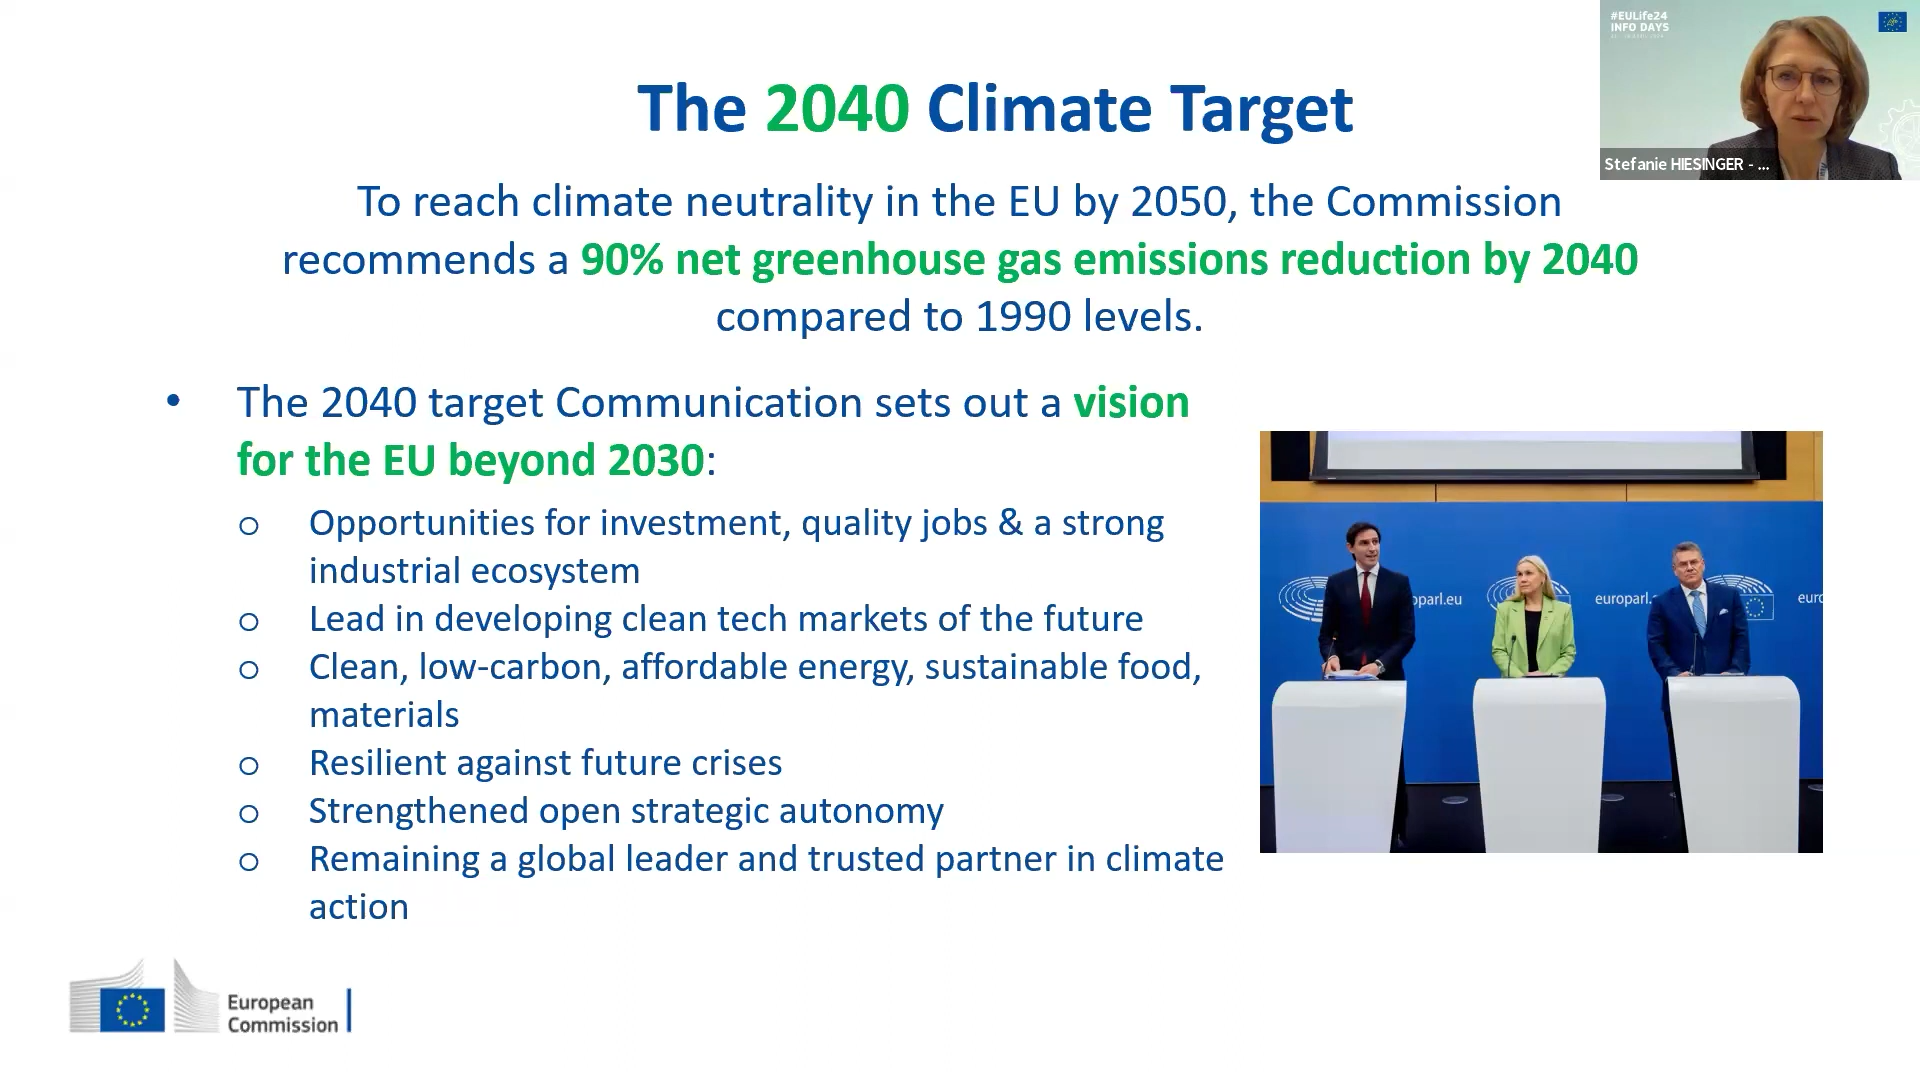 #EULife24
INFO DAYS
The 2040 Climate Target
Stefanie HIESINGER - ...
To reach climate neutrality in the EU by 2050, the Commission
recommends a 90% net greenhouse gas emissions reduction by 2040
compared to 1990 levels.
• The 2040 target Communication sets out a vision
for the EU beyond 2030:
o Opportunities for investment, quality jobs & a strong
industrial ecosystem
o Lead in developing clean tech markets of the future
o Clean, low-carbon, affordable energy, sustainable food,
materials
o Resilient against future crises
o Strengthened open strategic autonomy
o Remaining a global leader and trusted partner in climate
action
oparl.eu
europarl.
euro
European
Commission